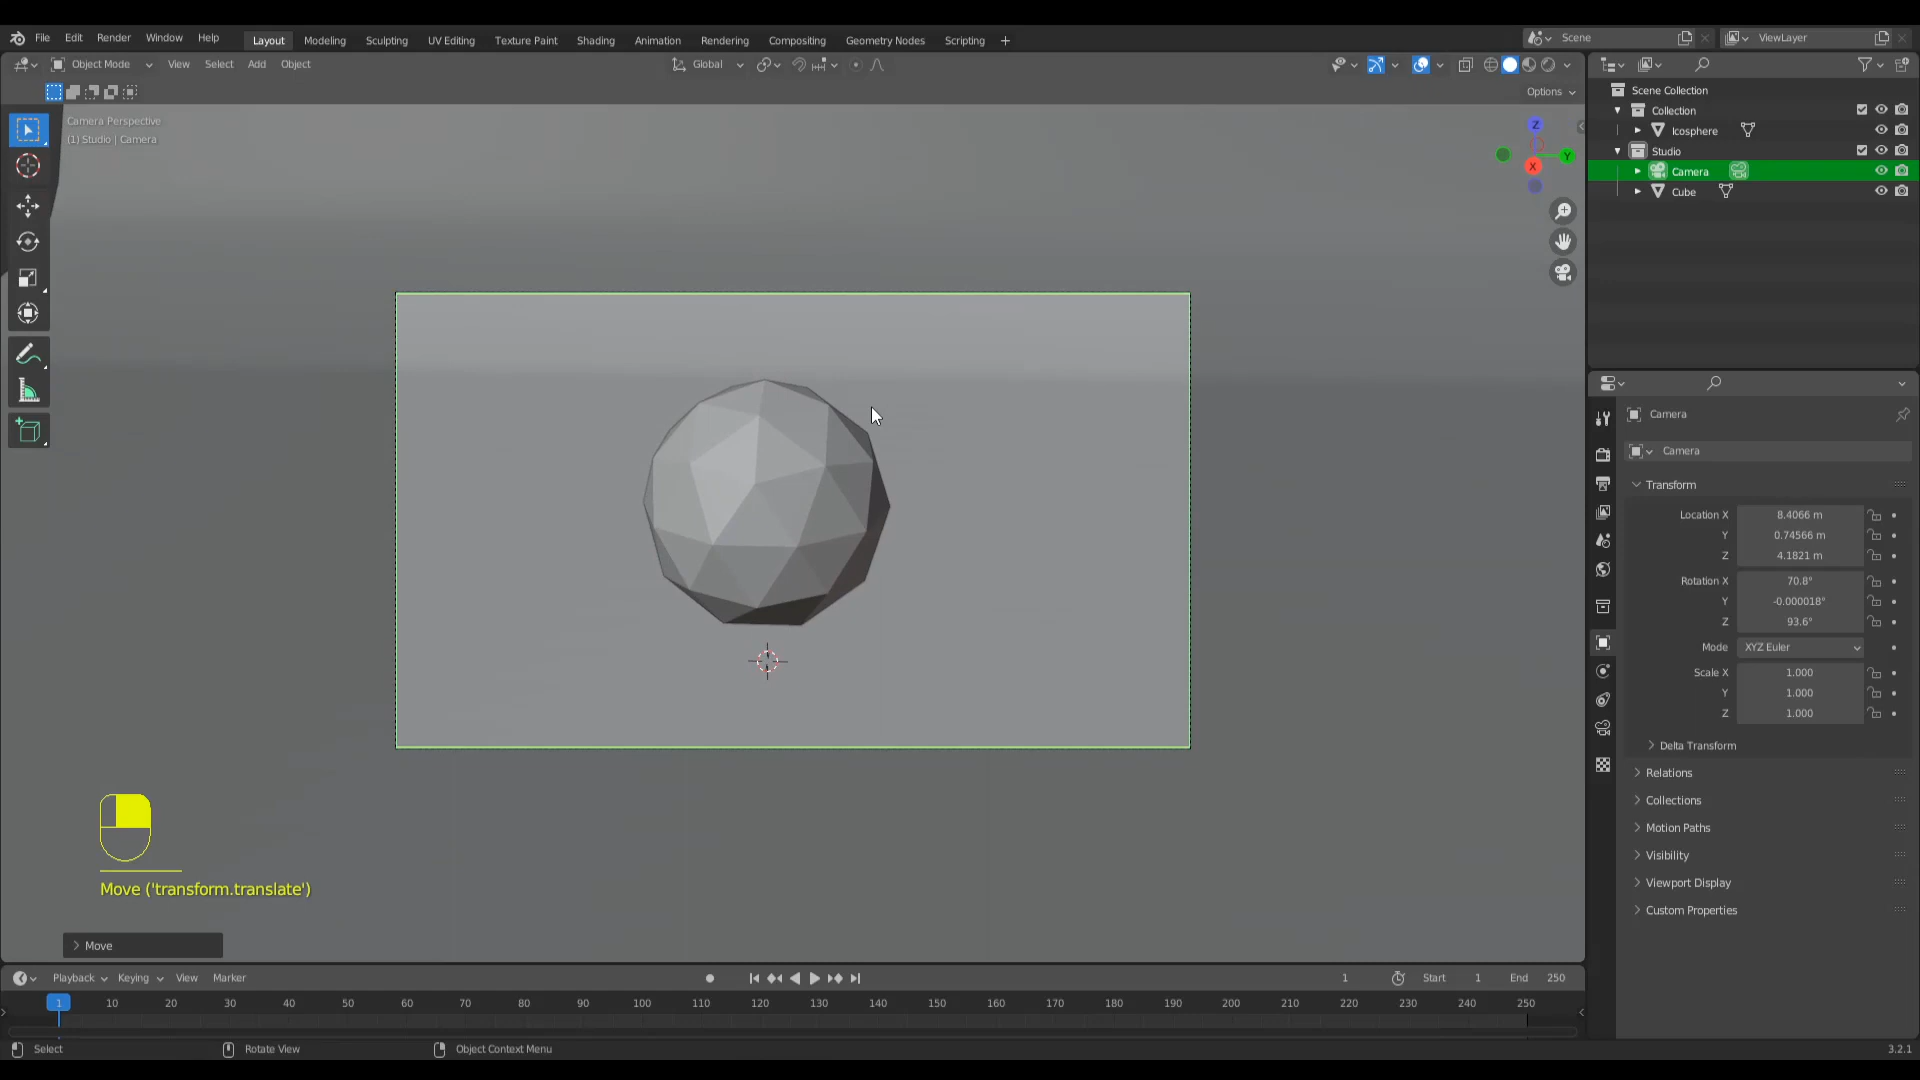 File Edit Render Window Help Layout Modeling Sculpting UV Editing Texture Paint Shading Animation Rendering Compositing Geometry Nodes Scripting + Scene ViewLayer
Object Mode View Select Add Object Global
Options
Camera Perspective
(1) Studio | Camera
Z
Y
X
Scene Collection
Collection
Icosphere
Studio
Camera
Cube
Camera
Camera
Transform
Location X 8.4066 m
Y 0.74566 m
Z 4.1821 m
Rotation X 70.8°
Y -0.000018°
Z 93.6°
Mode XYZ Euler
Scale X 1.000
Y 1.000
Z 1.000
Delta Transform
Relations
Collections
Motion Paths
Visibility
Viewport Display
Custom Properties
Move ('transform.translate')
Move
Playback Keying View Marker 1 Start 1 End 250
1 10 20 30 40 50 60 70 80 90 100 110 120 130 140 150 160 170 180 190 200 210 220 230 240 250
Select Rotate View Object Context Menu 3.2.1